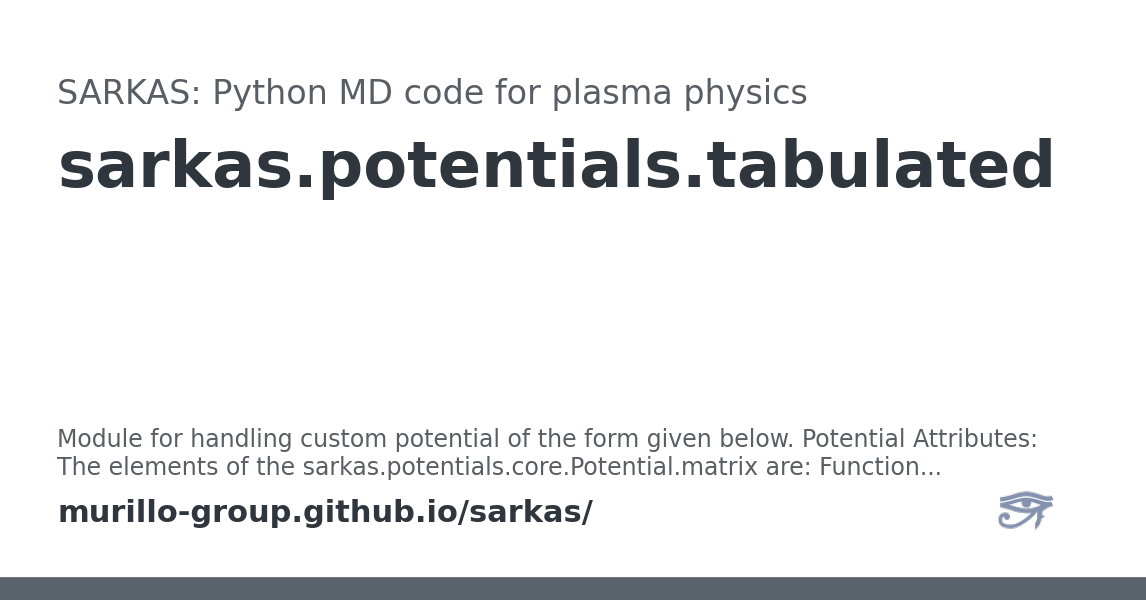 SARKAS: Python MD code for plasma physics
sarkas.potentials.tabulated
Module for handling custom potential of the form given below. Potential Attributes:
The elements of the sarkas.potentials.core.Potential.matrix are: Function...
murillo-group.github.io/sarkas/